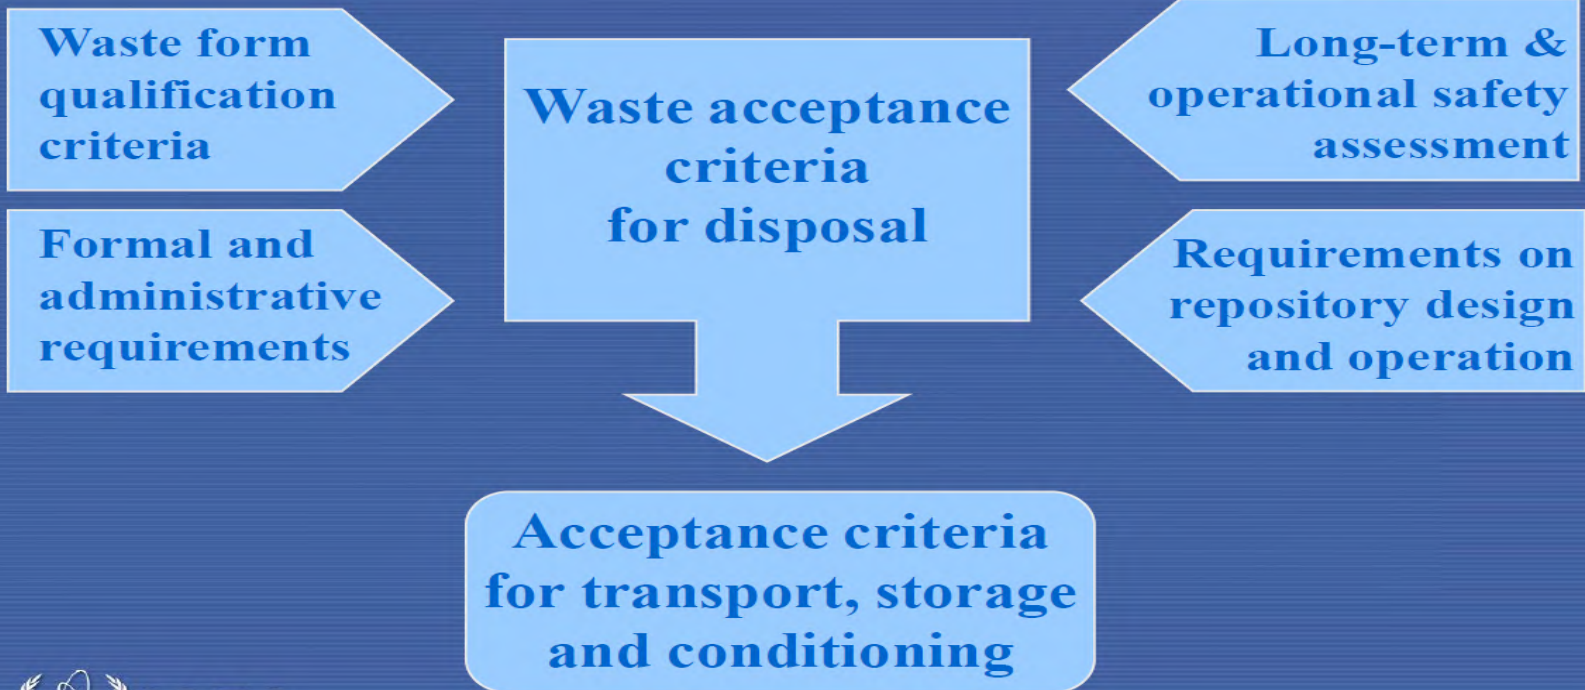 Waste form
qualification
criteria
Formal and
administrative
requirements
Waste acceptance
criteria
for disposal
Long-term &
operational safety
assessment
Requirements on
repository design
and operation
Acceptance criteria
for transport, storage
and conditioning